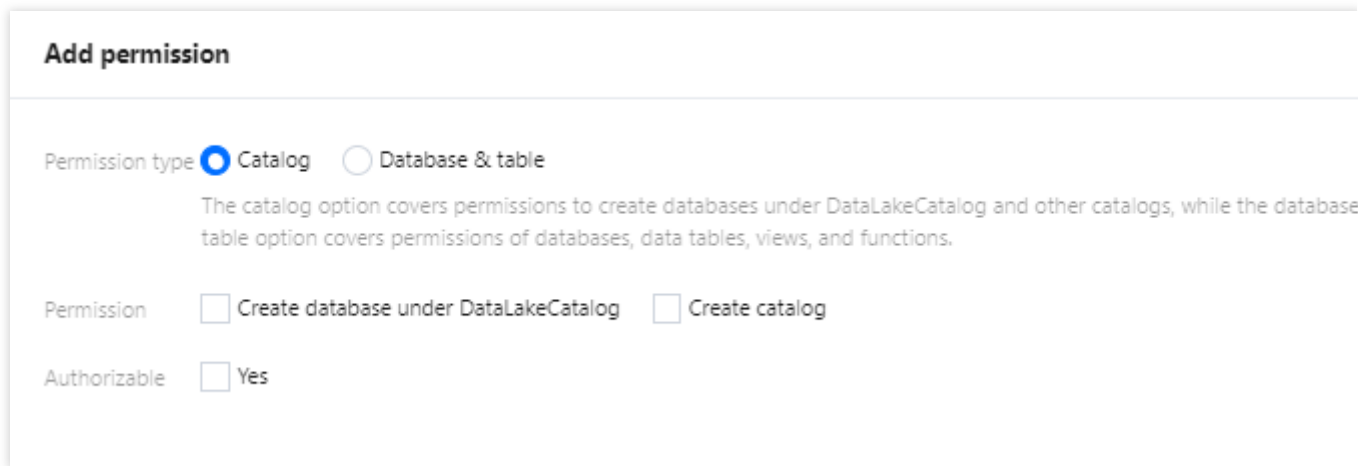 Add permission
Permission type Catalog Database & table
The catalog option covers permissions to create databases under DataLakeCatalog and other catalogs, while the database
table option covers permissions of databases, data tables, views, and functions.
Permission Create database under DataLakeCatalog Create catalog
Authorizable Yes